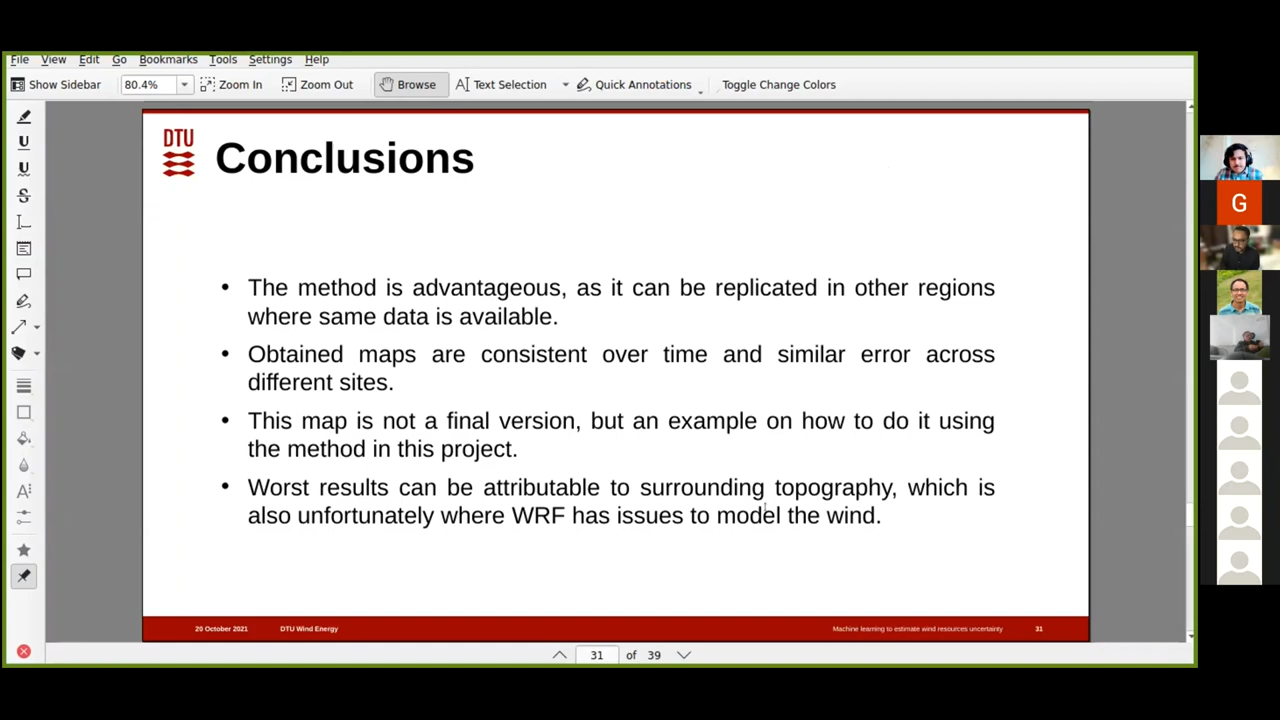 File View Edit Go Bookmarks Tools Settings Help
Show Sidebar 80.4% Zoom In Zoom Out Browse Text Selection Quick Annotations Toggle Change Colors
DTU
Conclusions
• The method is advantageous, as it can be replicated in other regions
where same data is available.
• Obtained maps are consistent over time and similar error across
different sites.
• This map is not a final version, but an example on how to do it using
the method in this project.
• Worst results can be attributable to surrounding topography, which is
also unfortunately where WRF has issues to model the wind.
20 October 2021 DTU Wind Energy Machine learning to estimate wind resources uncertainty 31
31 of 39
G